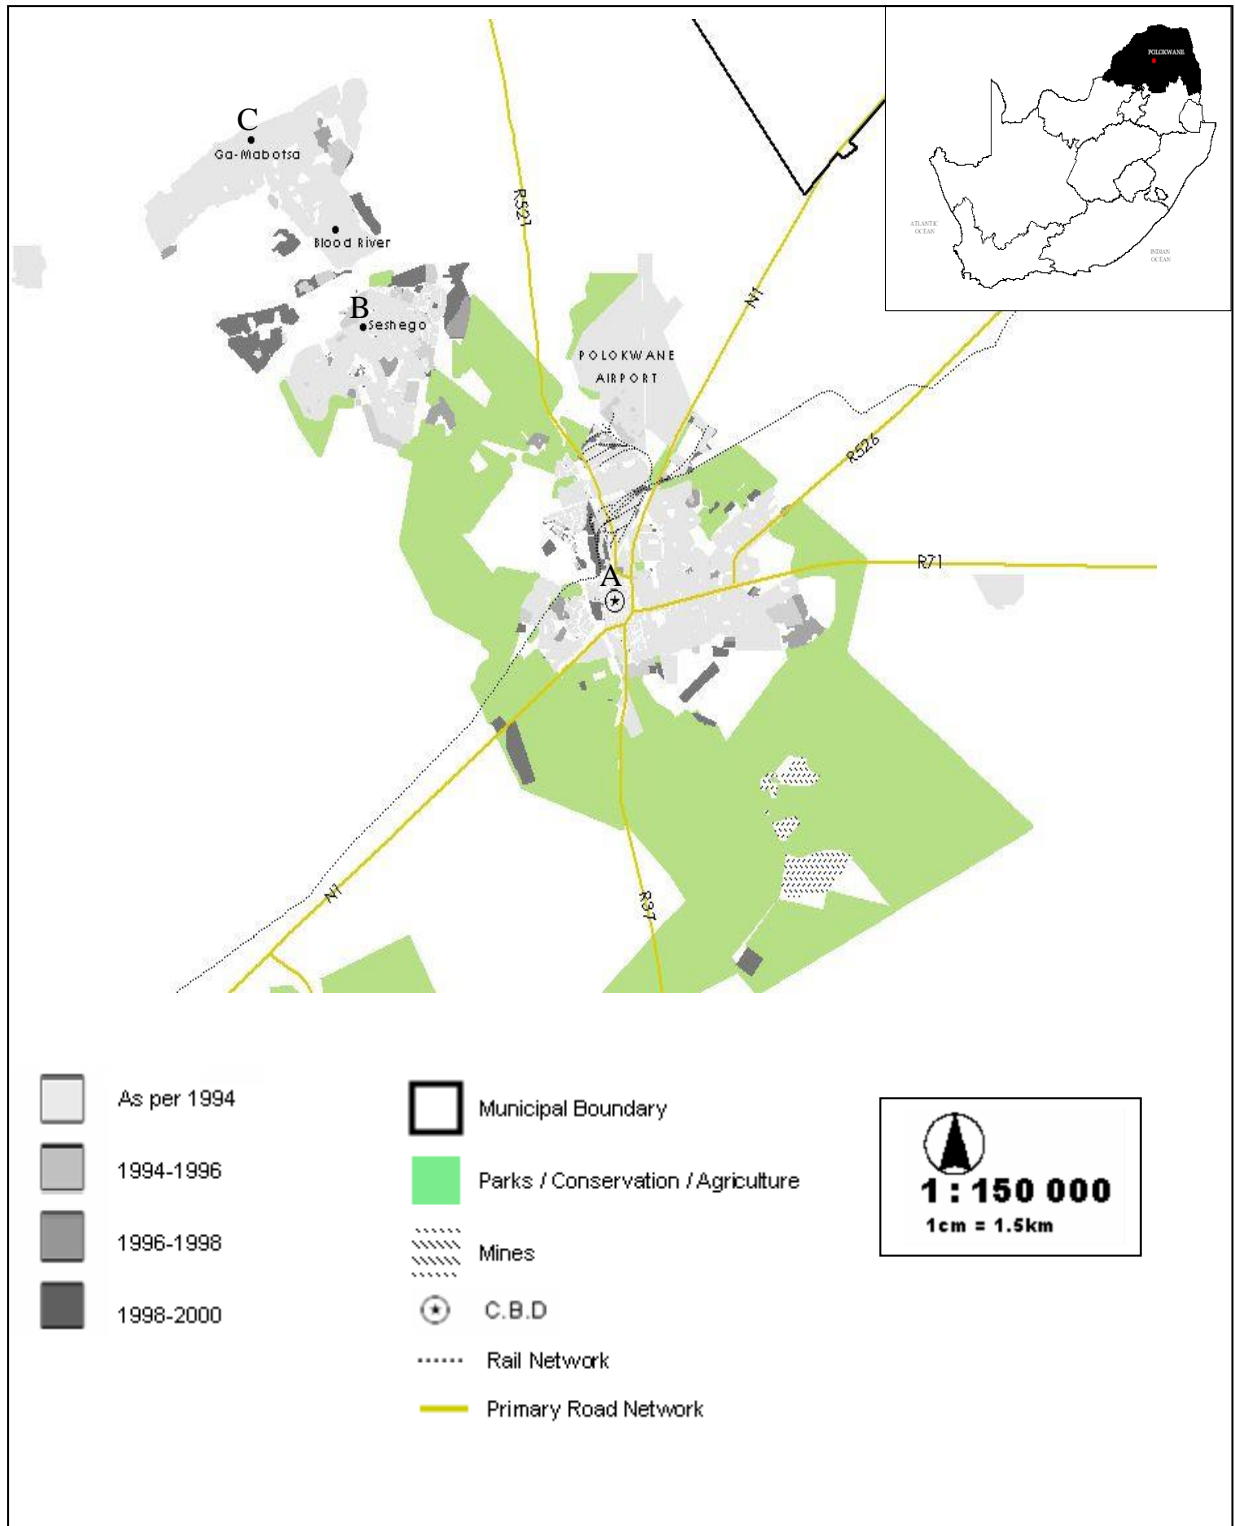 POLOKWANE
ATLANTIC
OCEAN
INDIAN
OCEAN
C
Ga-Mabotsa
Blood River
B
Seshego
R521
N1
POLOKWANE
AIRPORT
R526
A
R71
N1
R37
As per 1994
1994-1996
1996-1998
1998-2000
Municipal Boundary
Parks / Conservation / Agriculture
Mines
C.B.D
Rail Network
Primary Road Network
1 : 150 000
1cm = 1.5km